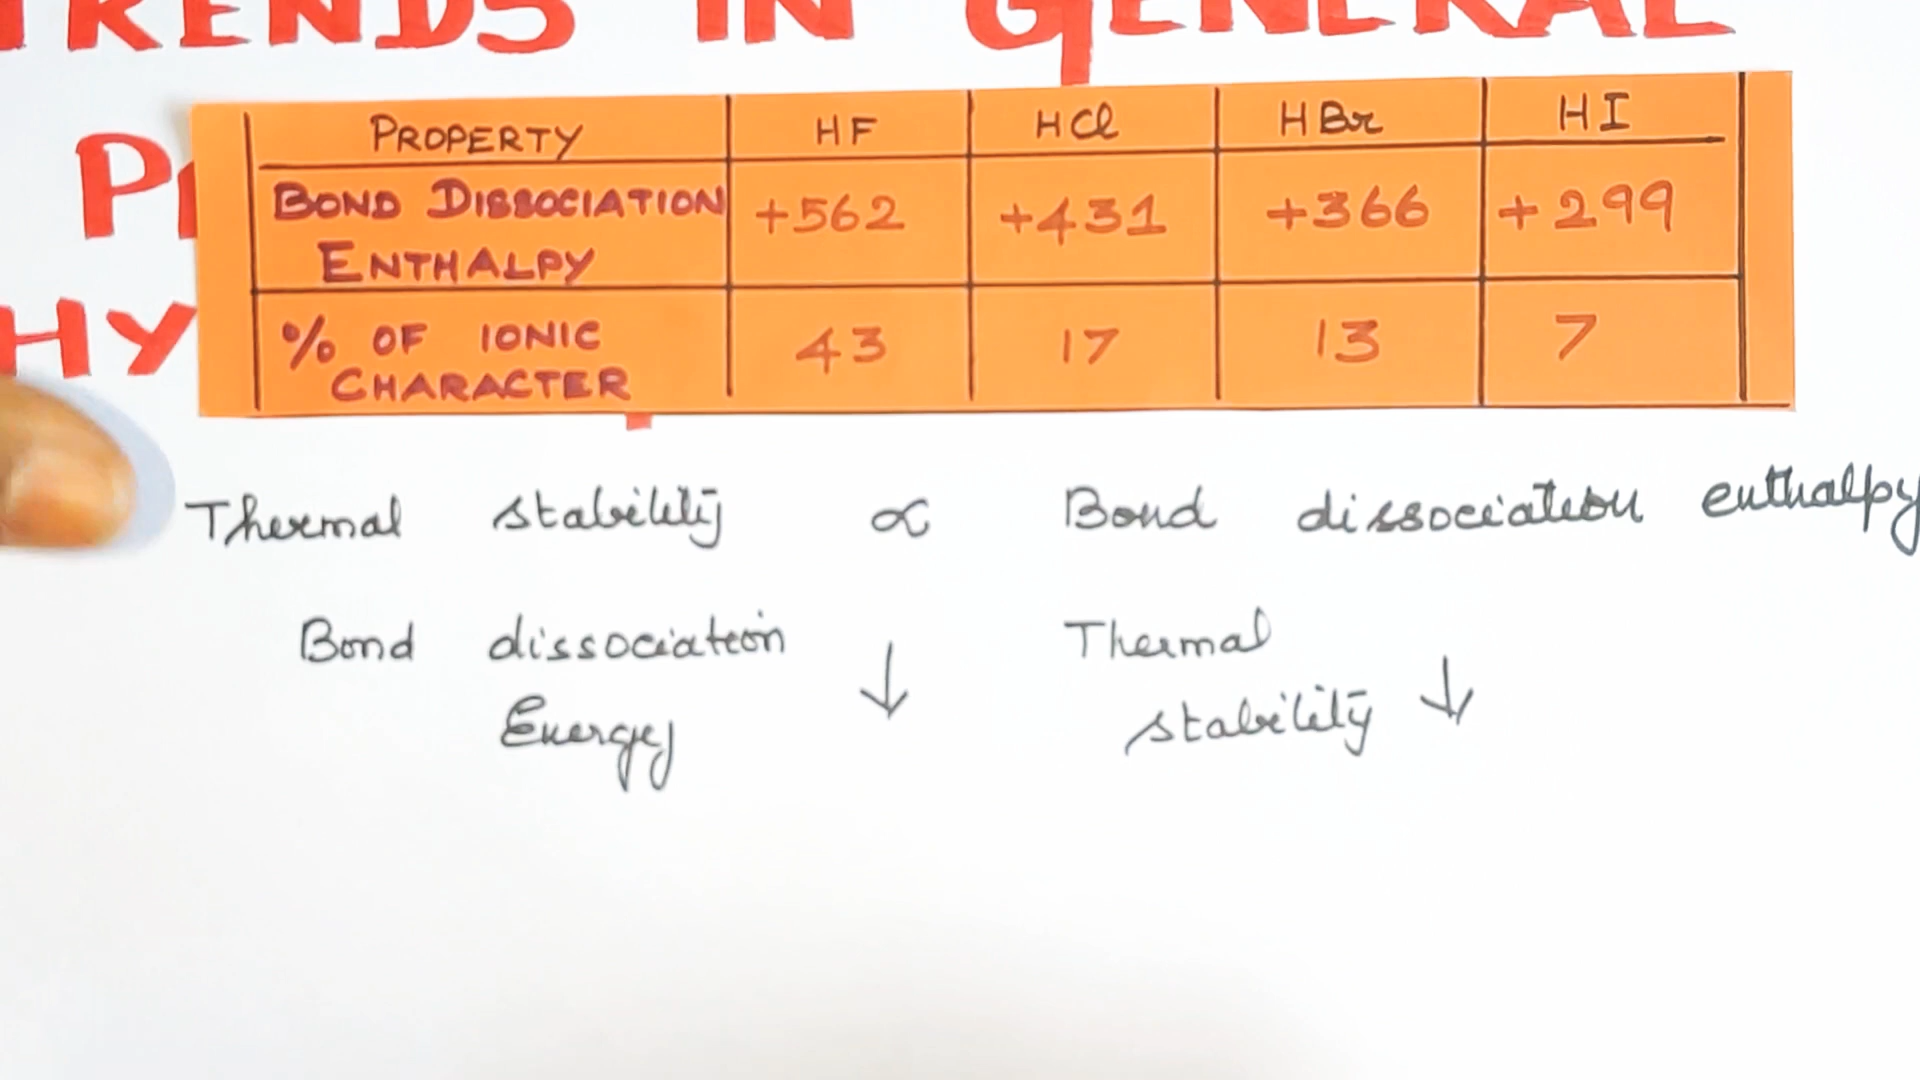 TRENDS IN GENERAL
PROPERTY HF HCl HBr HI
BOND DISSOCIATION ENTHALPY +562 +431 +366 +299
% OF IONIC CHARACTER 43 17 13 7
HY
Thermal stability ∝ Bond dissociation enthalpy
Bond dissociation ↓ Thermal ↓
Energy stability